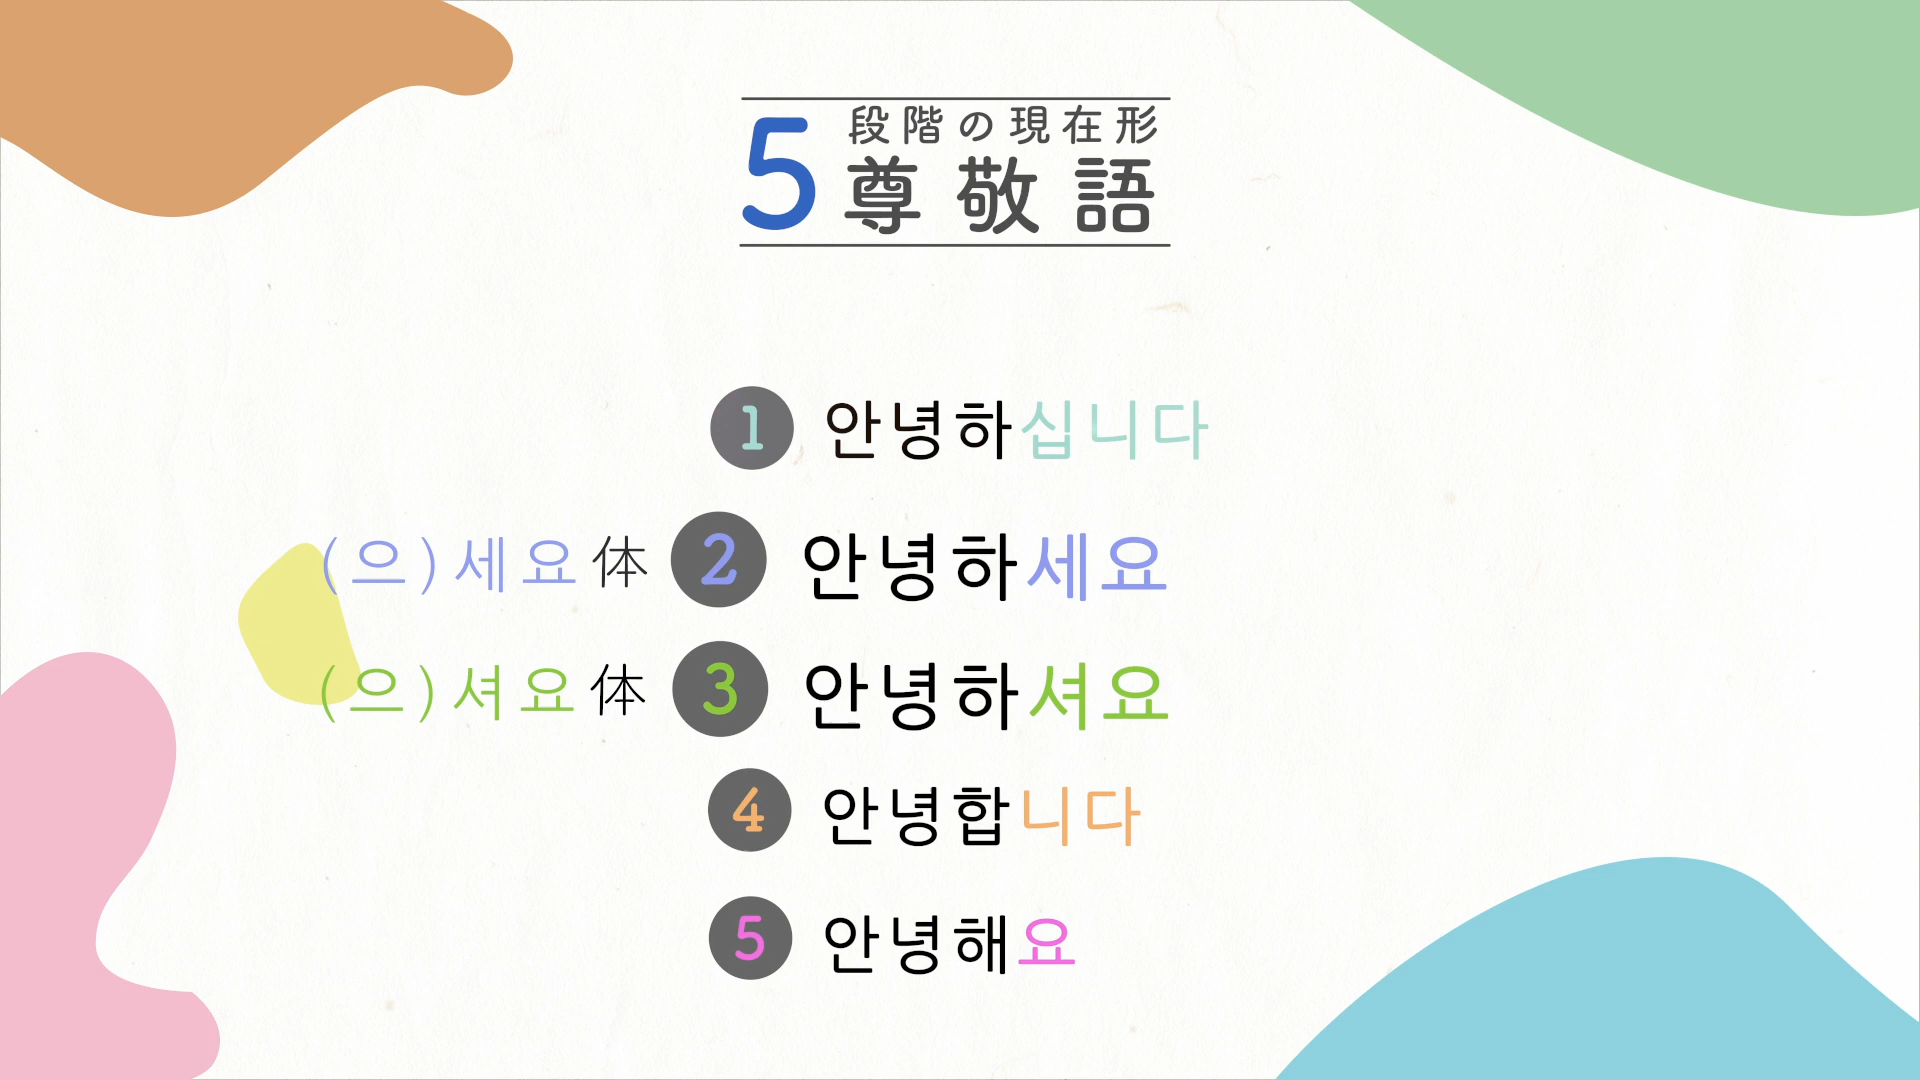 5 段階の現在形
尊敬語
1 안녕하십니다
(으)세요体 2 안녕하세요
(으)셔요体 3 안녕하셔요
4 안녕합니다
5 안녕해요